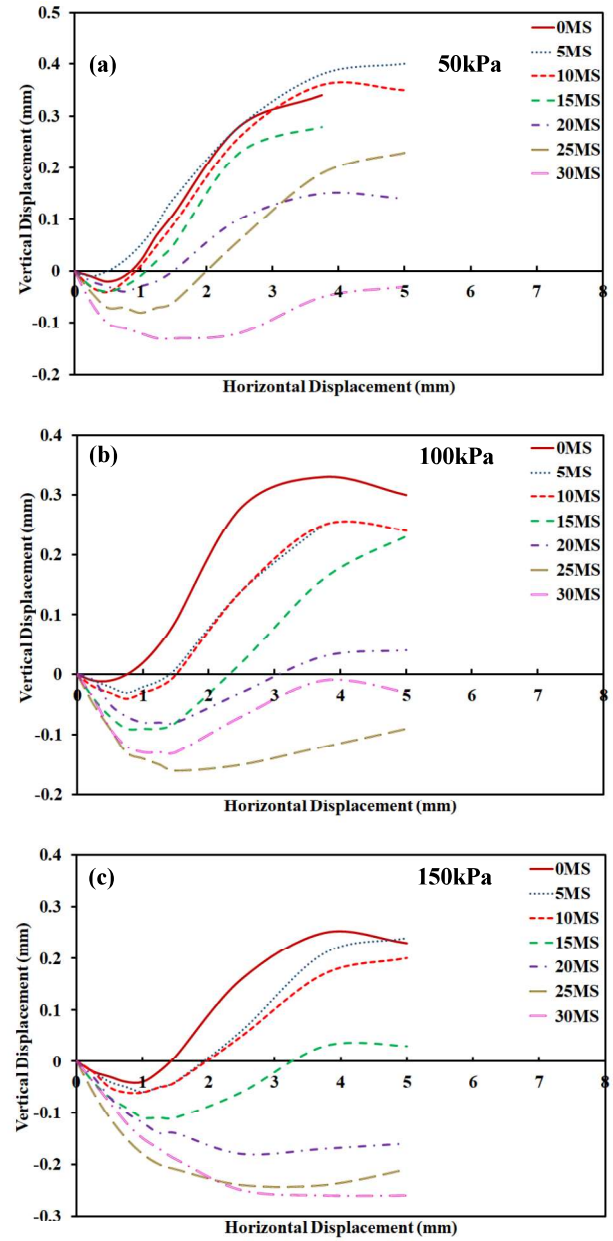 (a)
50kPa
0MS
5MS
10MS
15MS
20MS
25MS
30MS
Vertical Displacement (mm)
0.5
0.4
0.3
0.2
0.1
0
-0.1
-0.2
0 1 2 3 4 5 6 7 8
Horizontal Displacement (mm)
(b)
100kPa
0MS
5MS
10MS
15MS
20MS
25MS
30MS
Vertical Displacement (mm)
0.4
0.3
0.2
0.1
0
-0.1
-0.2
0 1 2 3 4 5 6 7 8
Horizontal Displacement (mm)
(c)
150kPa
0MS
5MS
10MS
15MS
20MS
25MS
30MS
Vertical Displacement (mm)
0.4
0.3
0.2
0.1
0
-0.1
-0.2
-0.3
0 1 2 3 4 5 6 7 8
Horizontal Displacement (mm)